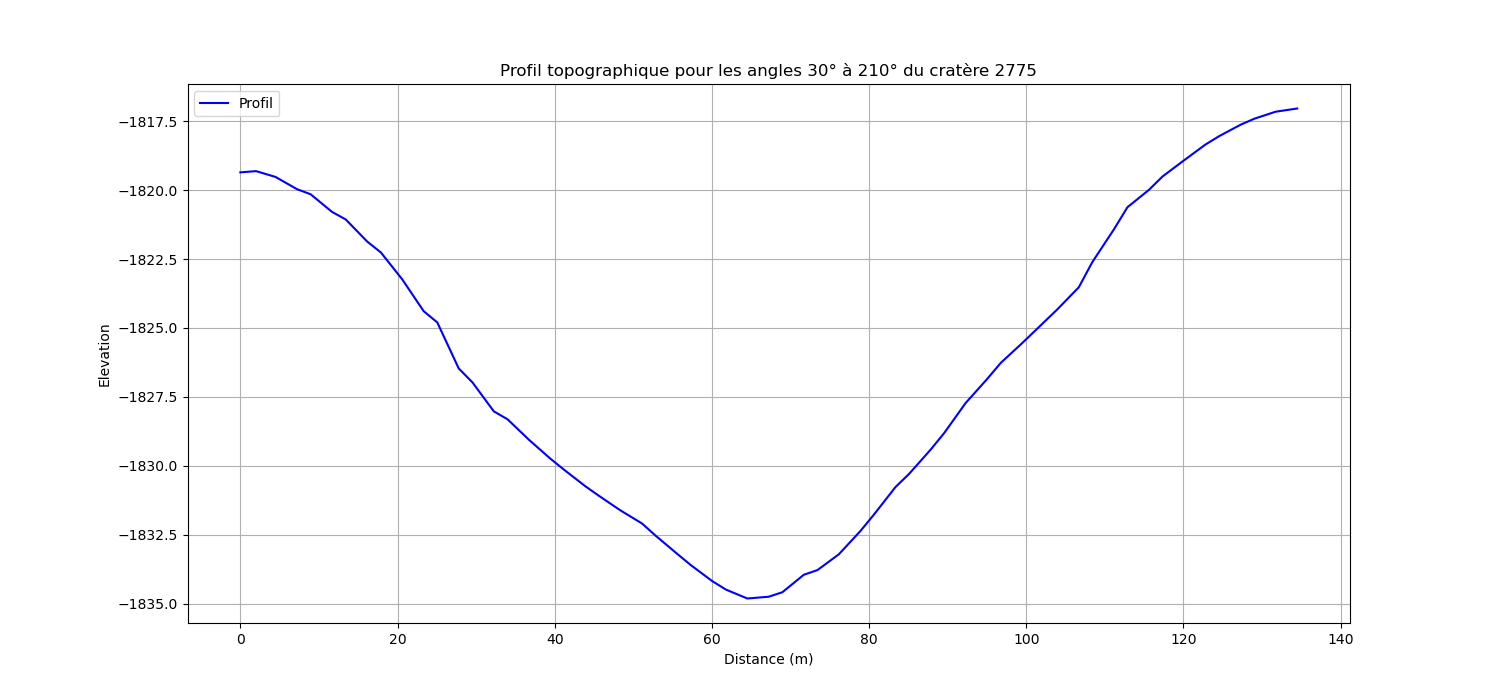 Profil topographique pour les angles 30° à 210° du cratère 2775
Profil
Elevation
−1817.5
−1820.0
−1822.5
−1825.0
−1827.5
−1830.0
−1832.5
−1835.0
0 20 40 60 80 100 120 140
Distance (m)